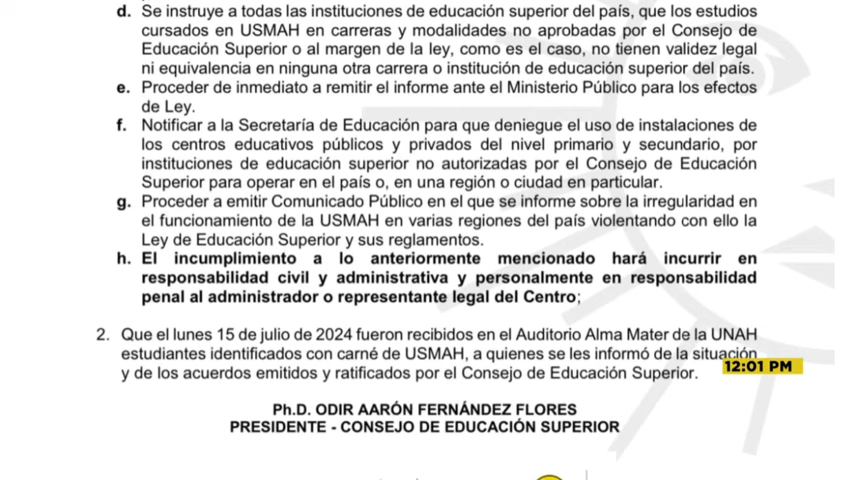 d. Se instruye a todas las instituciones de educación superior del país, que los estudios
cursados en USMAH en carreras y modalidades no aprobadas por el Consejo de
Educación Superior o al margen de la ley, como es el caso, no tienen validez legal
ni equivalencia en ninguna otra carrera o institución de educación superior del país.
e. Proceder de inmediato a remitir el informe ante el Ministerio Público para los efectos
de Ley.
f. Notificar a la Secretaría de Educación para que deniegue el uso de instalaciones de
los centros educativos públicos y privados del nivel primario y secundario, por
instituciones de educación superior no autorizadas por el Consejo de Educación
Superior para operar en el país o, en una región o ciudad en particular.
g. Proceder a emitir Comunicado Público en el que se informe sobre la irregularidad en
el funcionamiento de la USMAH en varias regiones del país violentando con ello la
Ley de Educación Superior y sus reglamentos.
h. El incumplimiento a lo anteriormente mencionado hará incurrir en
responsabilidad civil y administrativa y personalmente en responsabilidad
penal al administrador o representante legal del Centro;
2. Que el lunes 15 de julio de 2024 fueron recibidos en el Auditorio Alma Mater de la UNAH
estudiantes identificados con carné de USMAH, a quienes se les informó de la situación
y de los acuerdos emitidos y ratificados por el Consejo de Educación Superior.
12:01 PM
Ph.D. ODIR AARÓN FERNÁNDEZ FLORES
PRESIDENTE - CONSEJO DE EDUCACIÓN SUPERIOR